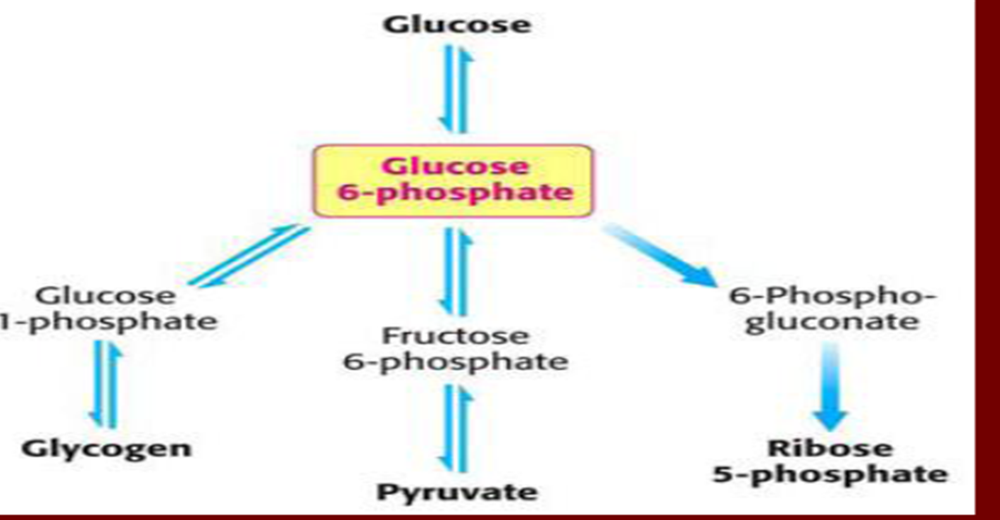 Glucose
Glucose
6-phosphate
Glucose
1-phosphate
Fructose
6-phosphate
6-Phospho-
gluconate
Glycogen
Pyruvate
Ribose
5-phosphate